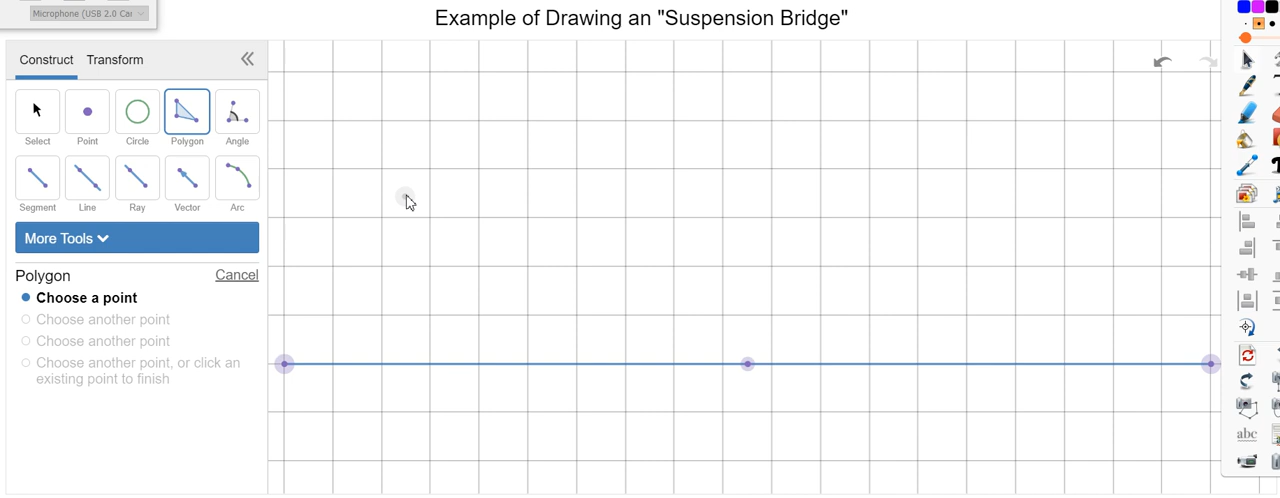 Microphone (USB 2.0 Car
Example of Drawing an "Suspension Bridge"
Construct Transform
Select Point Circle Polygon Angle
Segment Line Ray Vector Arc
More Tools
Polygon Cancel
Choose a point
Choose another point
Choose another point
Choose another point, or click an
existing point to finish
abc